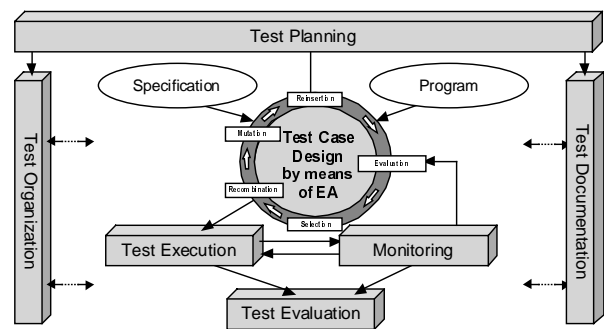 Test Planning
Specification
Program
Reinsertion
Mutation
Test Case
Design
by means
of EA
Evaluation
Recombination
Selection
Test Organization
Test Documentation
Test Execution
Monitoring
Test Evaluation